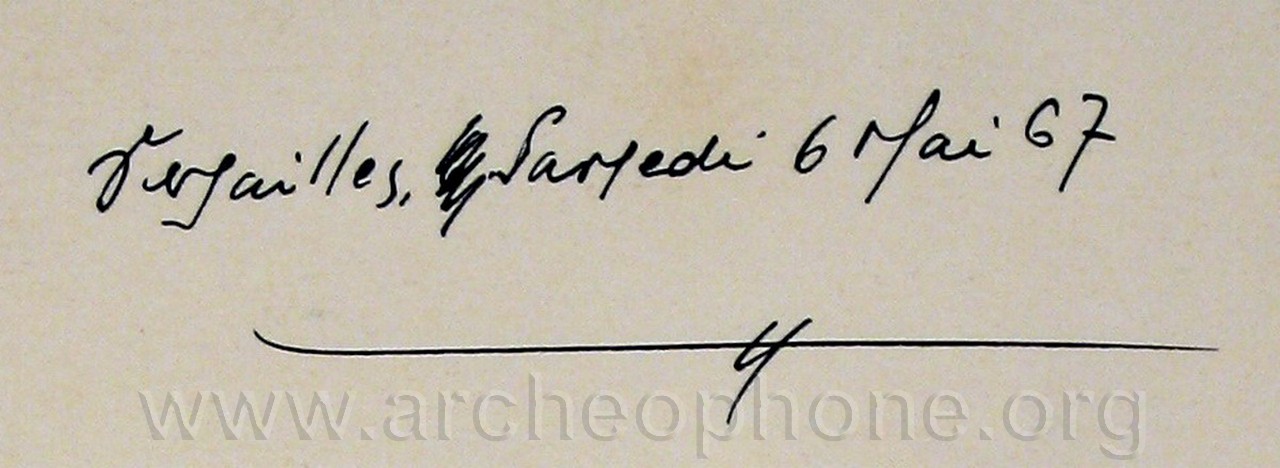 Versailles, Samedi 6 Mai 67
www.archeophone.org